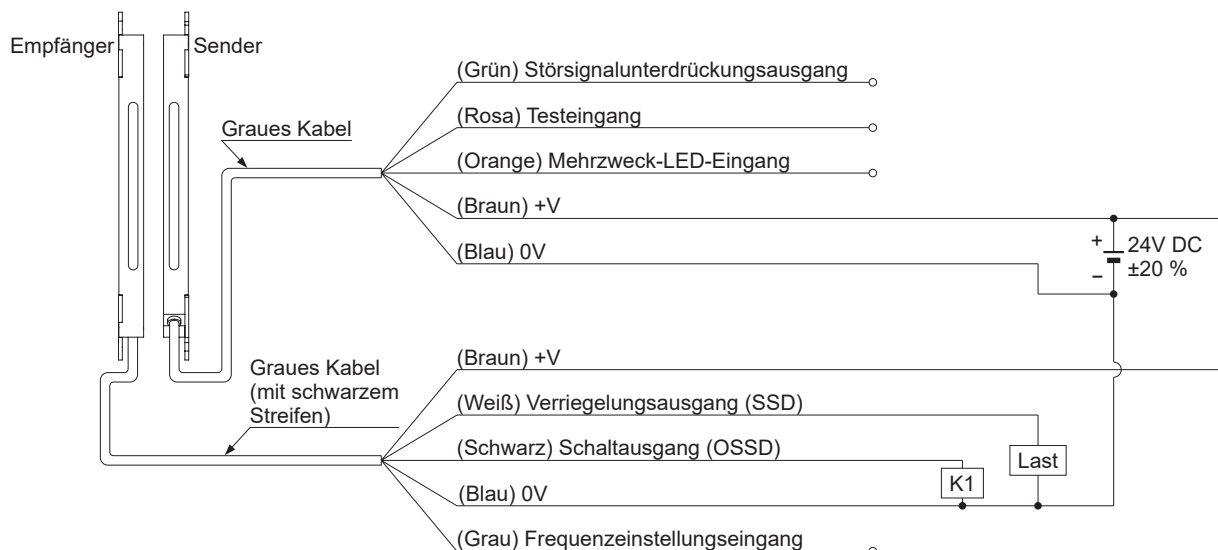 Empfänger
Sender
(Grün) Störsignalunterdrückungsausgang
(Rosa) Testeingang
Graues Kabel
(Orange) Mehrzweck-LED-Eingang
(Braun) +V
(Blau) 0V
+
24V DC
−
±20 %
(Braun) +V
Graues Kabel
(mit schwarzem
Streifen)
(Weiß) Verriegelungsausgang (SSD)
(Schwarz) Schaltausgang (OSSD)
Last
K1
(Blau) 0V
(Grau) Frequenzeinstellungseingang